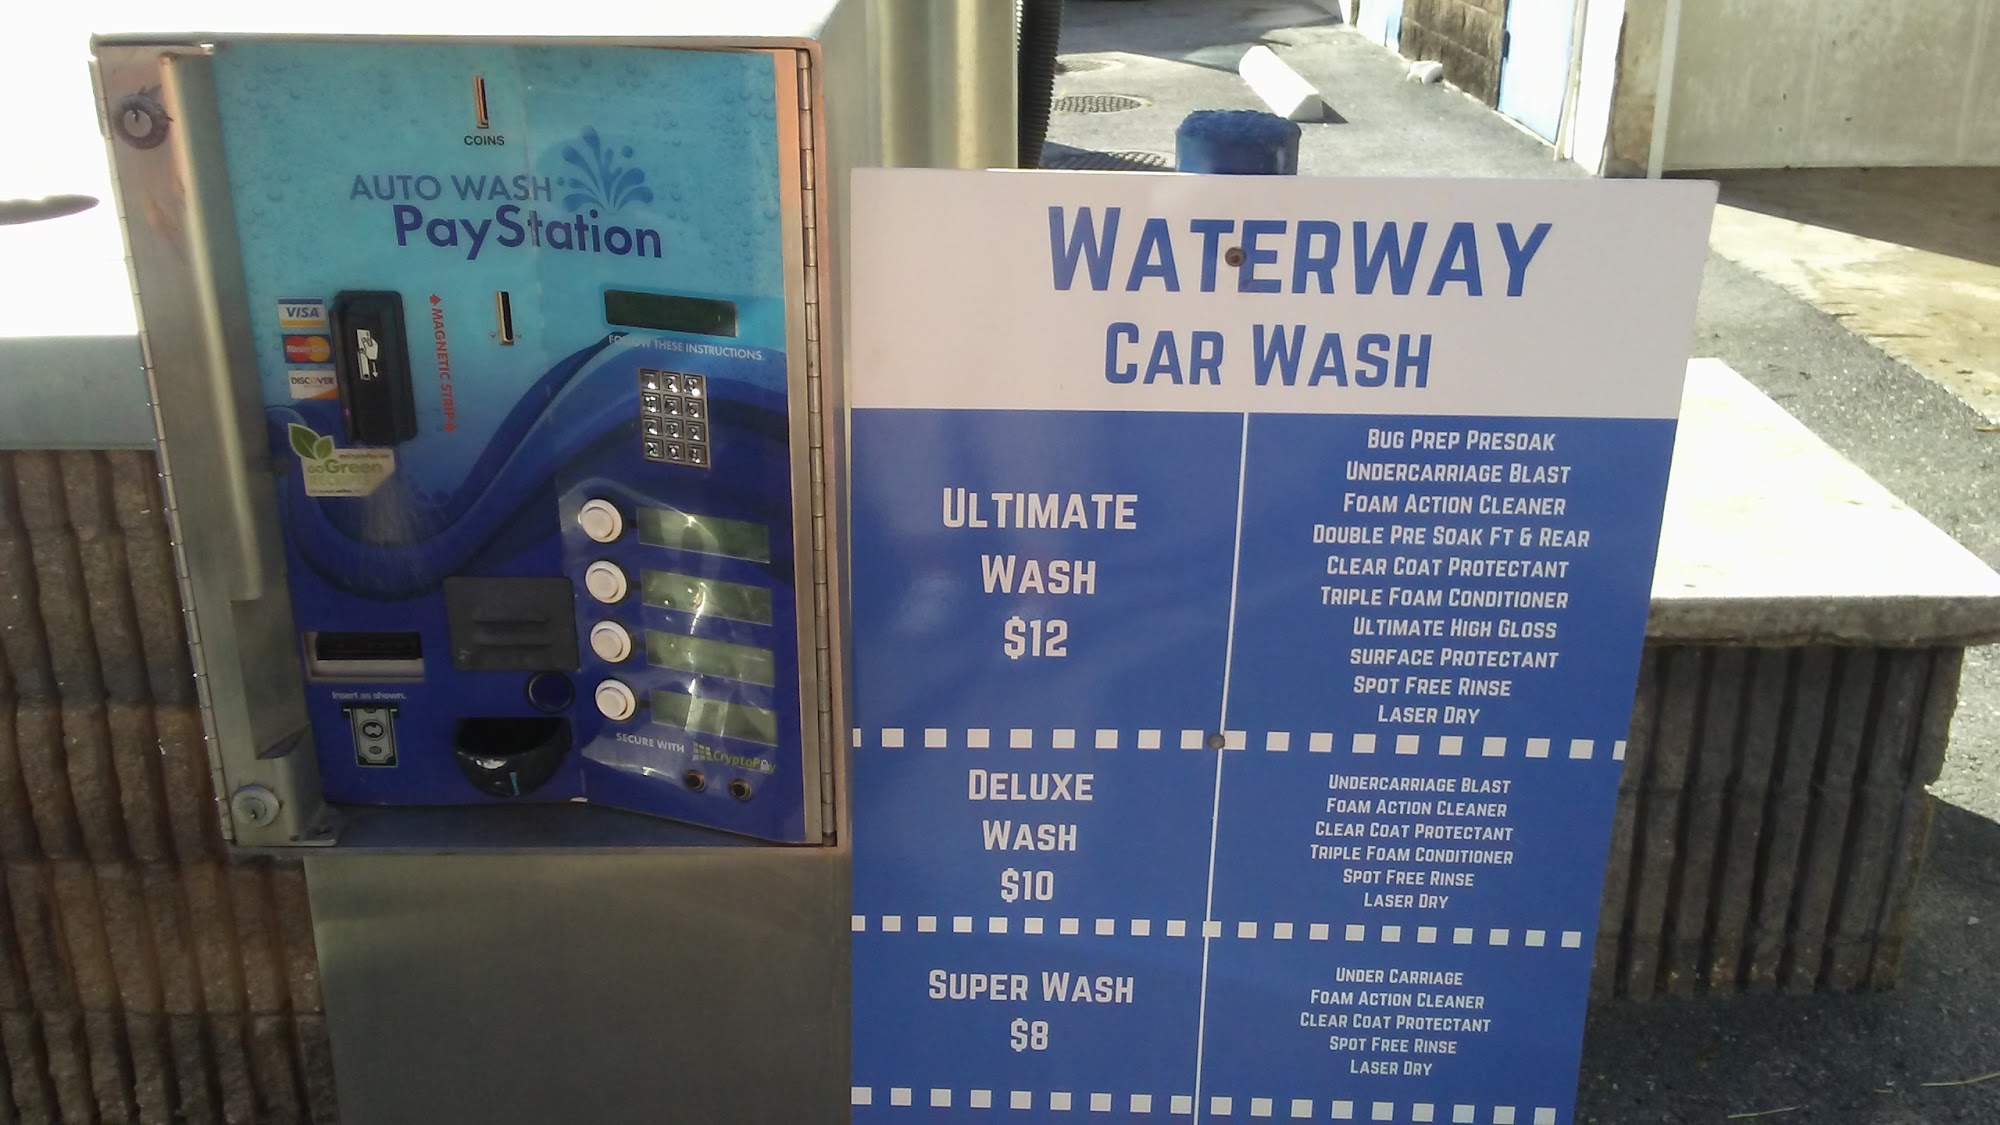 COINS
AUTO WASH
PayStation
VISA
MasterCard
DISCOVER
MAGNETIC STRIP
FOLLOW THESE INSTRUCTIONS.
GO Green
Insert as shown.
SECURE WITH CryptoPay
WATERWAY
CAR WASH
ULTIMATE
WASH
$12
BUG PREP PRESOAK
UNDERCARRIAGE BLAST
FOAM ACTION CLEANER
DOUBLE PRE SOAK FT & REAR
CLEAR COAT PROTECTANT
TRIPLE FOAM CONDITIONER
ULTIMATE HIGH GLOSS
SURFACE PROTECTANT
SPOT FREE RINSE
LASER DRY
DELUXE
WASH
$10
UNDERCARRIAGE BLAST
FOAM ACTION CLEANER
CLEAR COAT PROTECTANT
TRIPLE FOAM CONDITIONER
SPOT FREE RINSE
LASER DRY
SUPER WASH
$8
UNDER CARRIAGE
FOAM ACTION CLEANER
CLEAR COAT PROTECTANT
SPOT FREE RINSE
LASER DRY